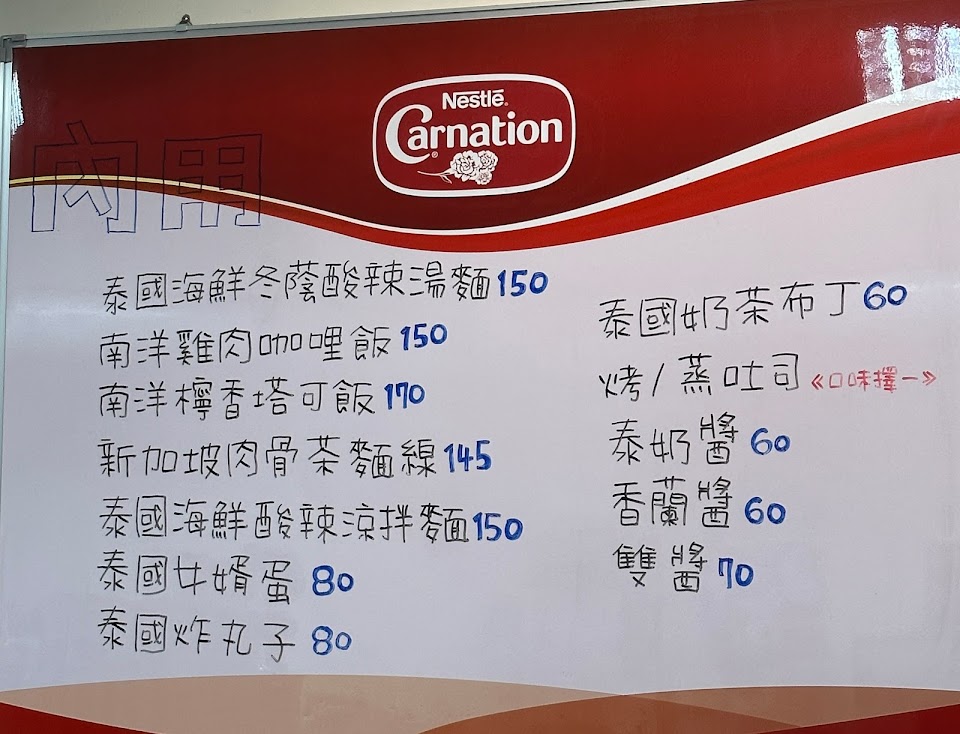 Nestlé®
Carnation®
內用
泰國海鮮冬蔭酸辣湯麵150
南洋雞肉咖哩飯150
南洋檸香塔可飯170
新加坡肉骨茶麵線145
泰國海鮮酸辣涼拌麵150
泰國女婿蛋 80
泰國炸丸子 80
泰國奶茶布丁60
烤/蒸吐司《口味擇一》
泰奶醬 60
香蘭醬 60
雙醬 70